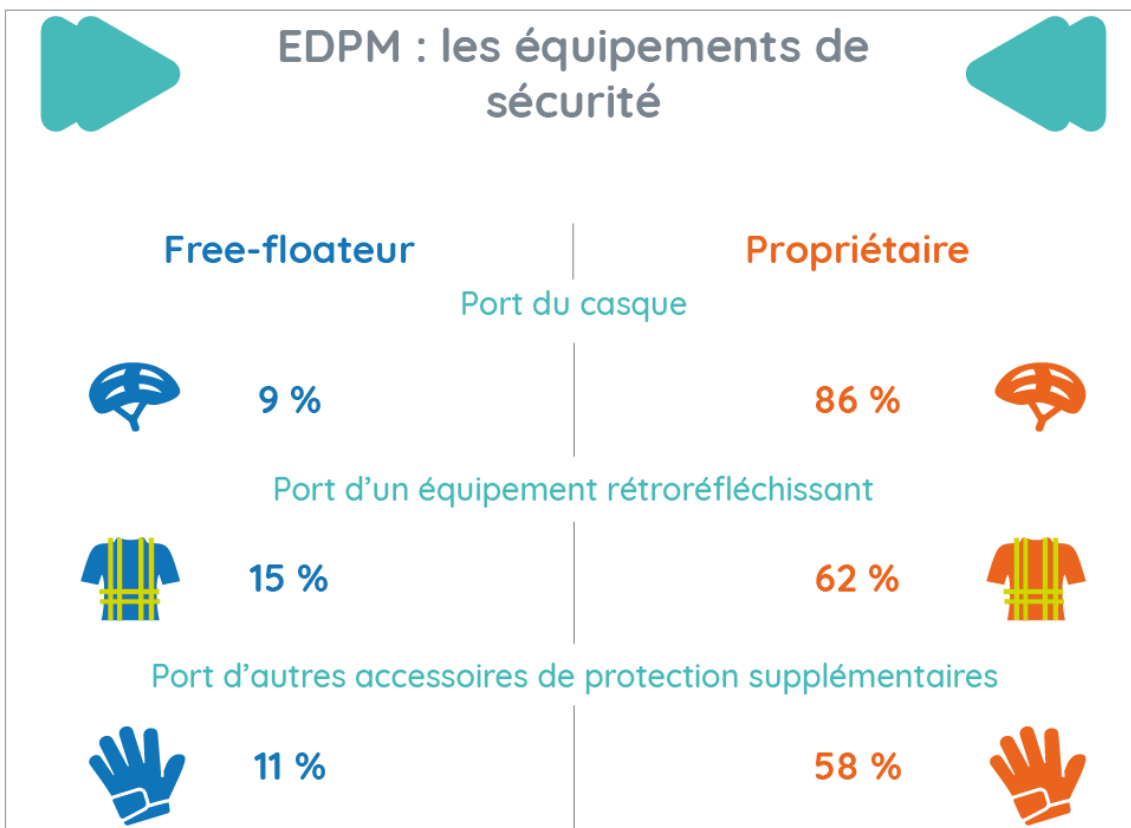 EDPM : les équipements de
sécurité
Free-floateur
Propriétaire
Port du casque
9 %
86 %
Port d’un équipement rétroréfléchissant
15 %
62 %
Port d’autres accessoires de protection supplémentaires
11 %
58 %